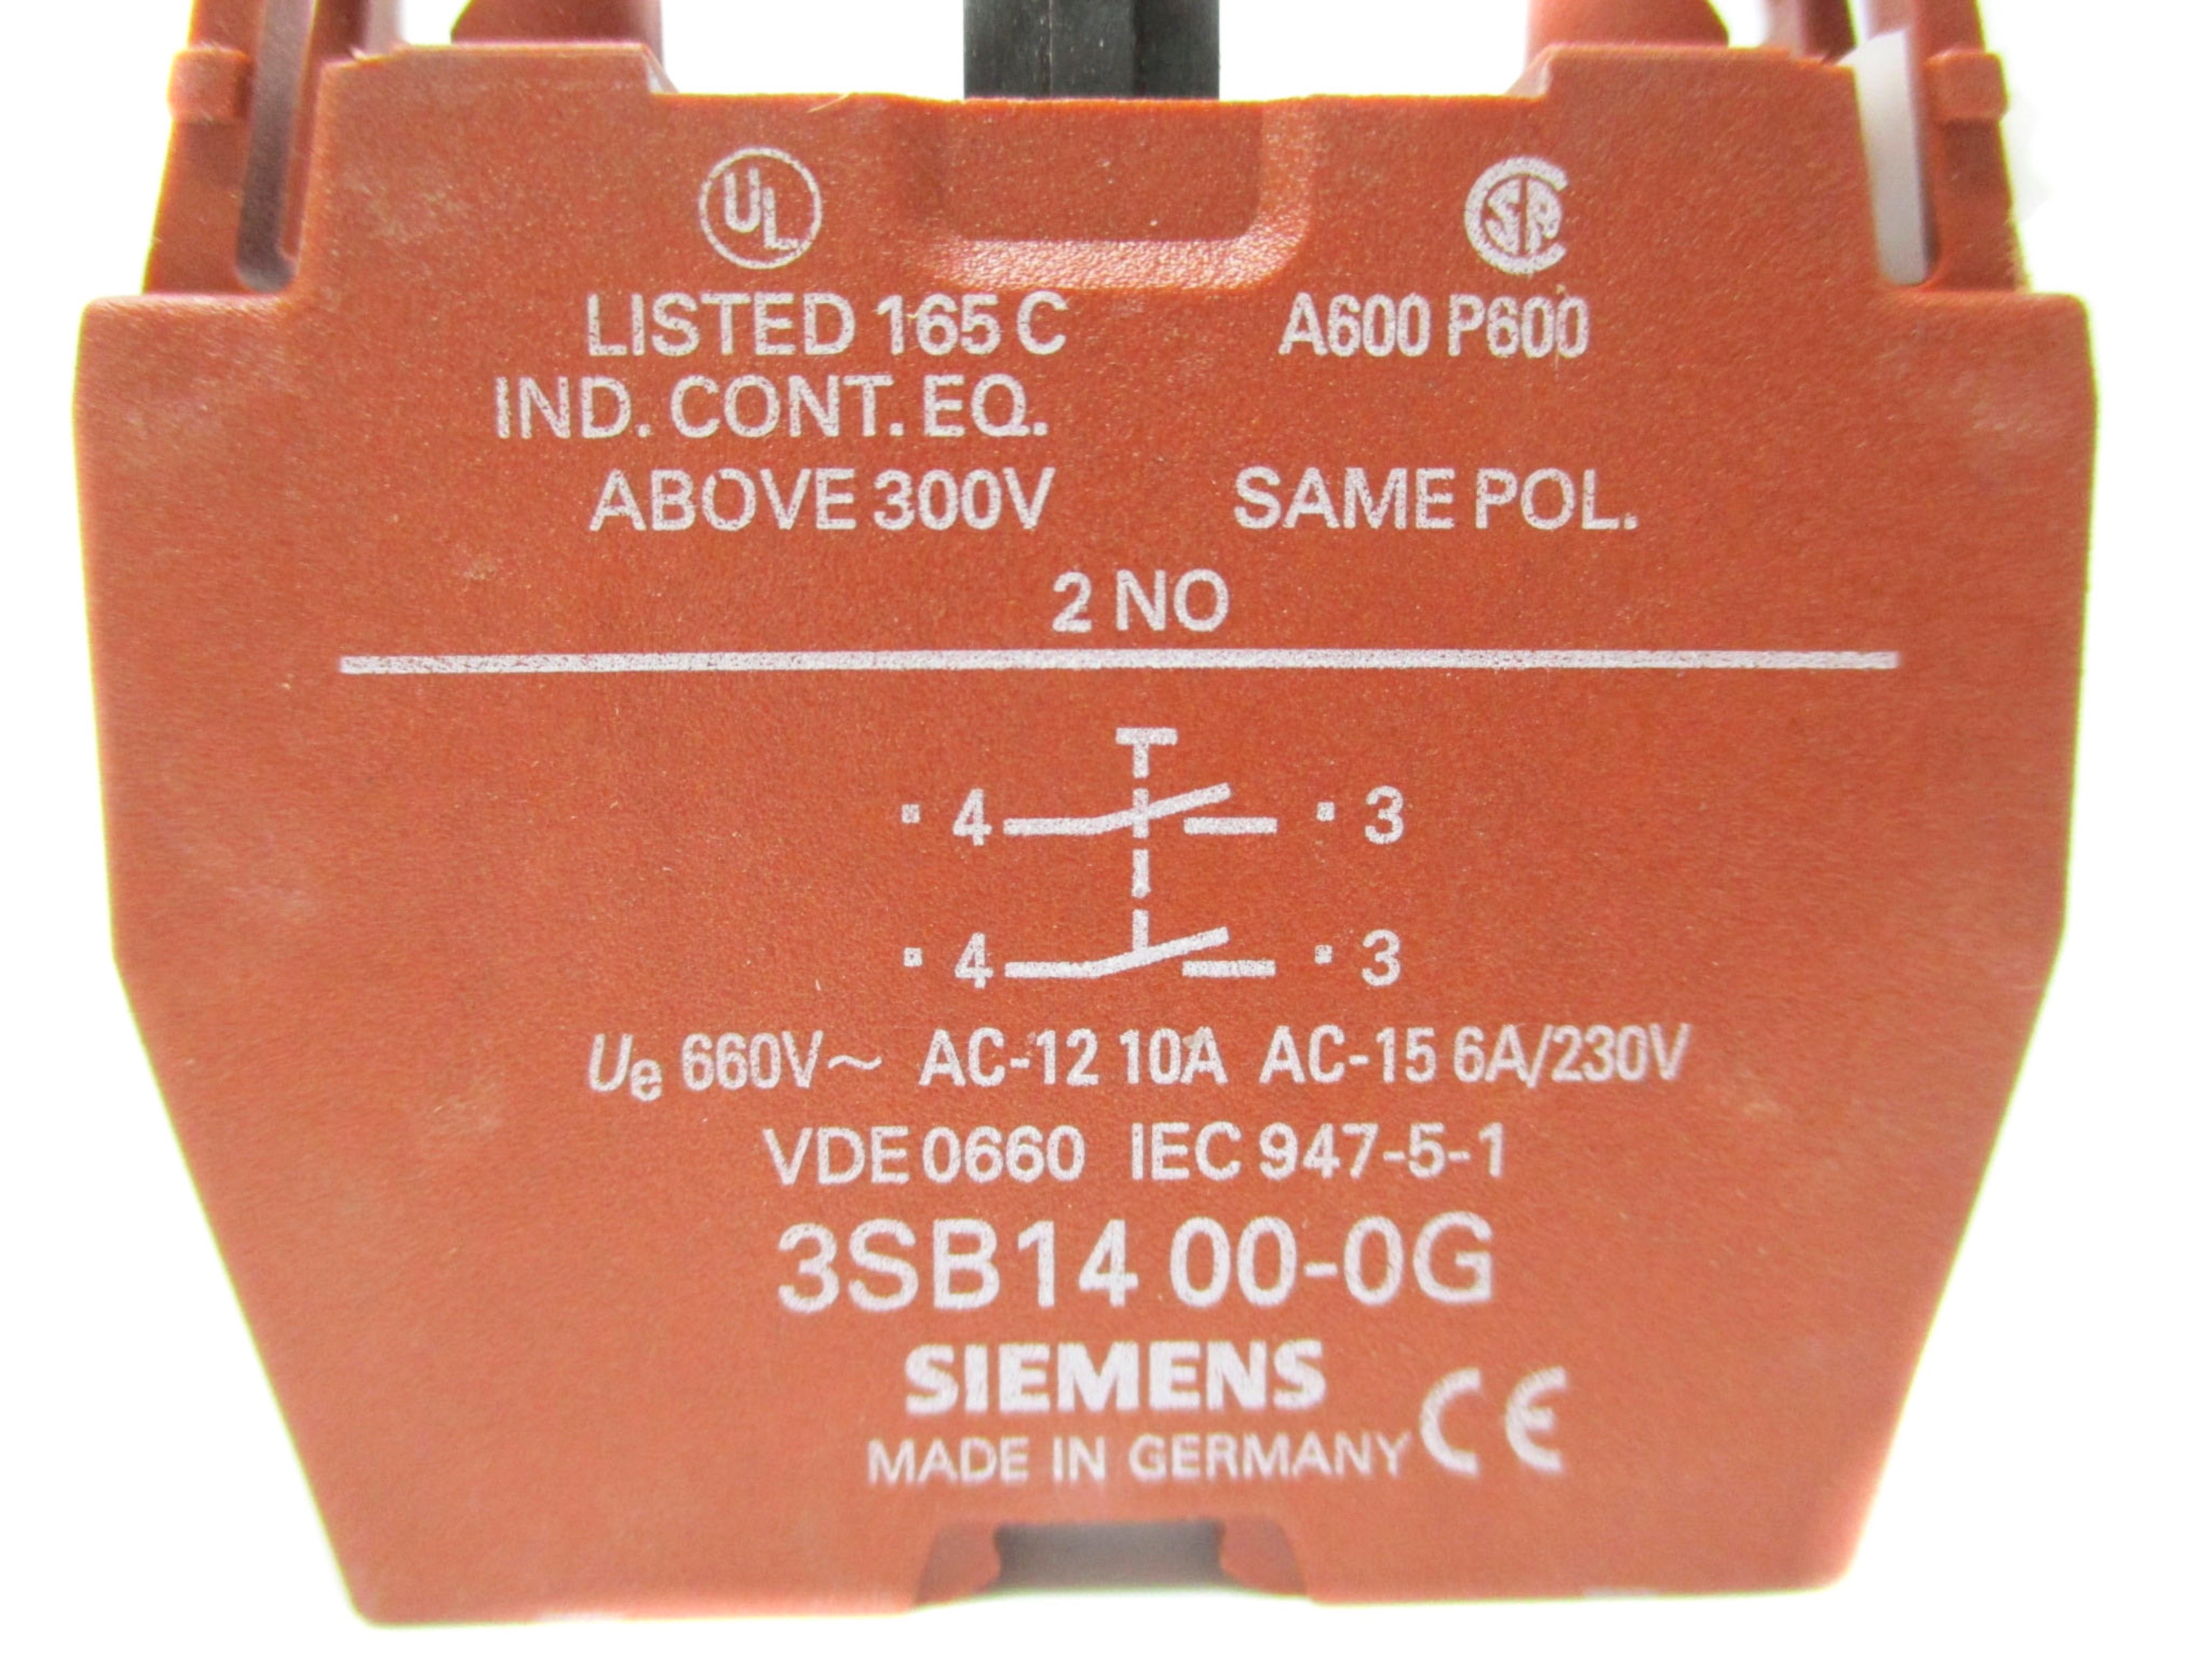 UL SA
LISTED 165 C A600 P600
IND. CONT. EQ.
ABOVE 300V SAME POL.
2 NO
· 4 · 3
· 4 · 3
Ue 660V~ AC-12 10A AC-15 6A/230V
VDE 0660 IEC 947-5-1
3SB14 00-0G
SIEMENS
MADE IN GERMANY CE